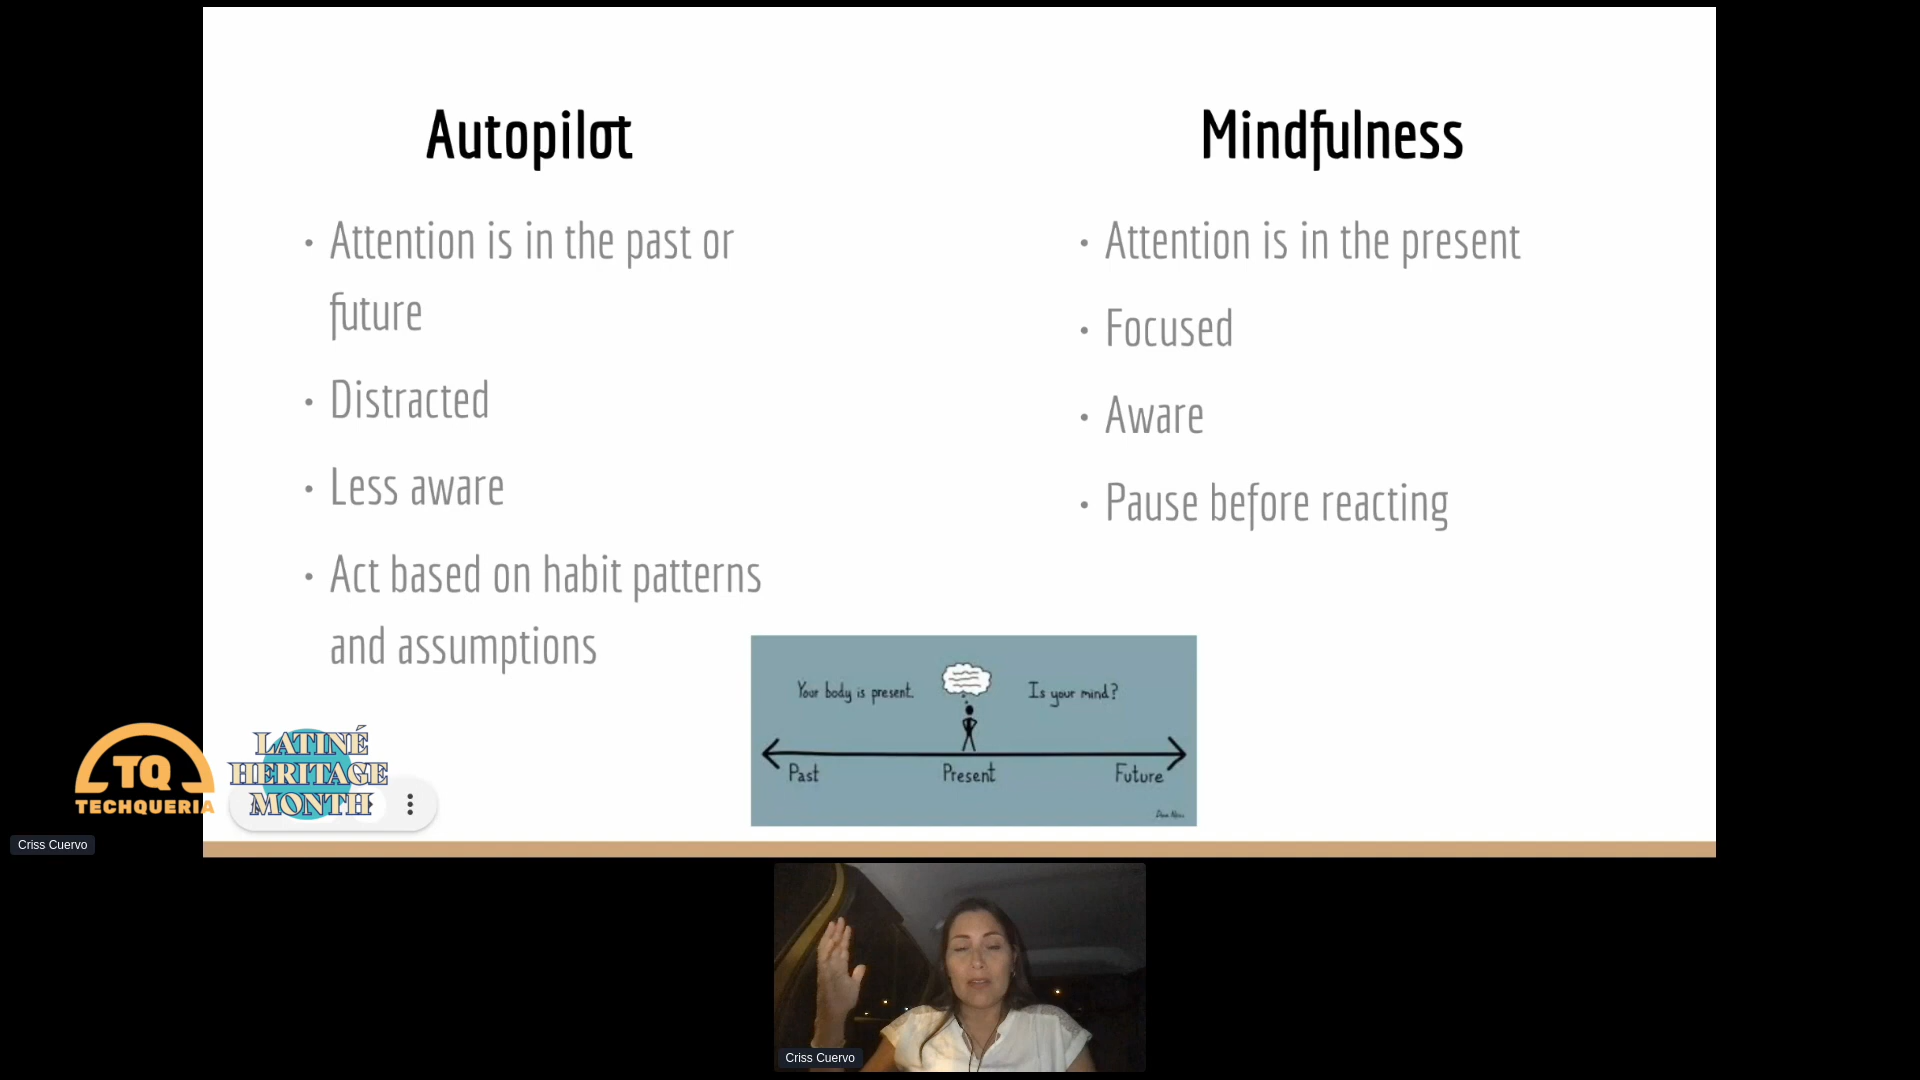 Autopilot
• Attention is in the past or
future
• Distracted
• Less aware
• Act based on habit patterns
and assumptions
Mindfulness
• Attention is in the present
• Focused
• Aware
• Pause before reacting
Your body is present.
Is your mind?
Past
Present
Future
TQ
TECHQUERIA
LATINÉ
HERITAGE
MONTH
Criss Cuervo
Criss Cuervo